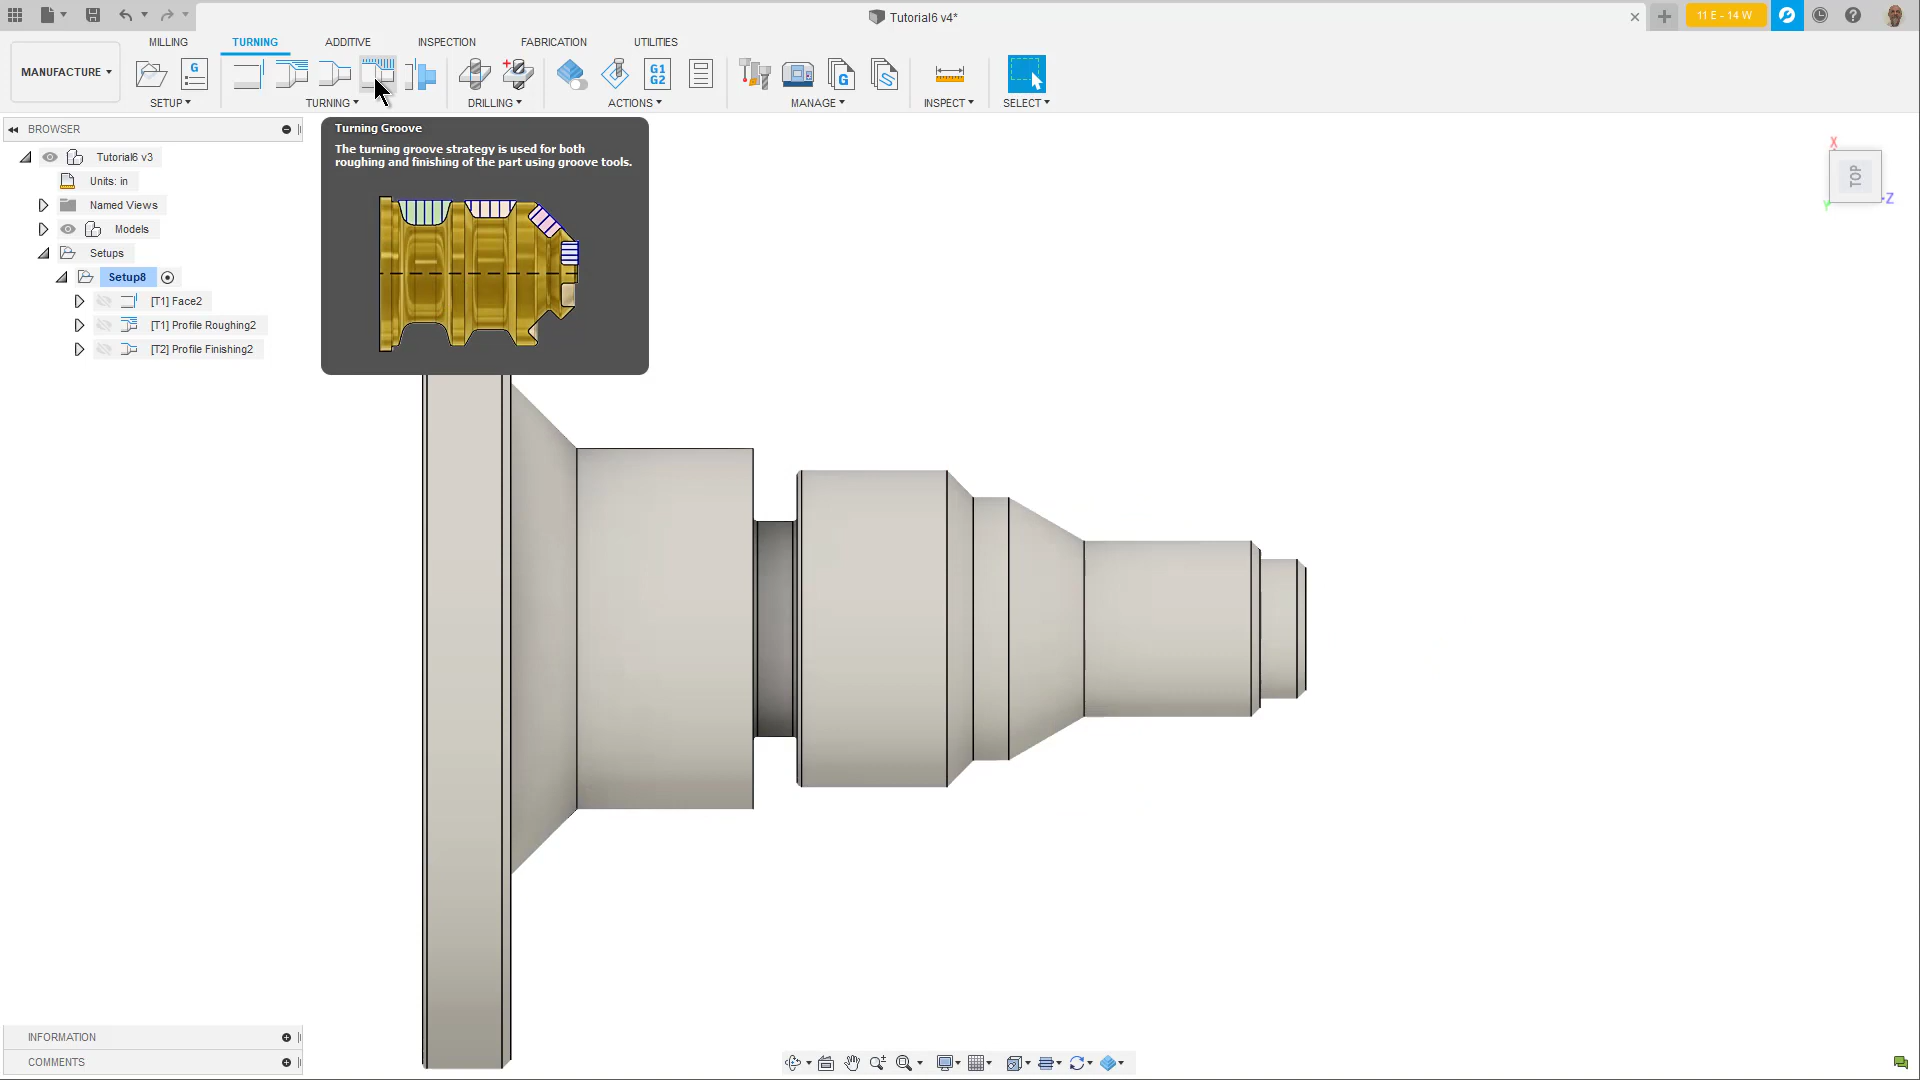 Tutorial6 v4*
11 E - 14 W
MILLING
TURNING
ADDITIVE
INSPECTION
FABRICATION
UTILITIES
MANUFACTURE
G
G1
G2
G
SETUP
TURNING
DRILLING
ACTIONS
MANAGE
INSPECT
SELECT
BROWSER
Tutorial6 v3
Units: in
Named Views
Models
Setups
Setup8
[T1] Face2
[T1] Profile Roughing2
[T2] Profile Finishing2
Turning Groove
The turning groove strategy is used for both
roughing and finishing of the part using groove tools.
X
TOP
Y
-Z
INFORMATION
COMMENTS